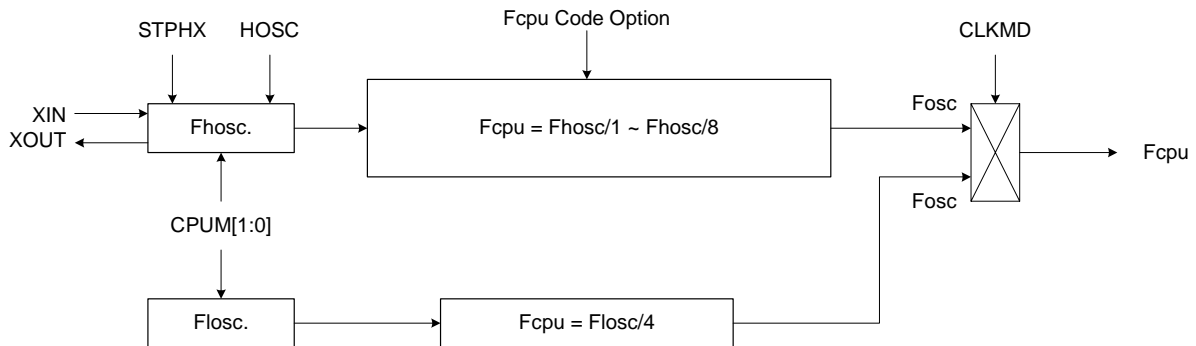 Fcpu Code Option
STPHX
HOSC
CLKMD
XIN
XOUT
Fhosc.
Fcpu = Fhosc/1 ~ Fhosc/8
Fosc
Fcpu
Fosc
CPUM[1:0]
Flosc.
Fcpu = Flosc/4